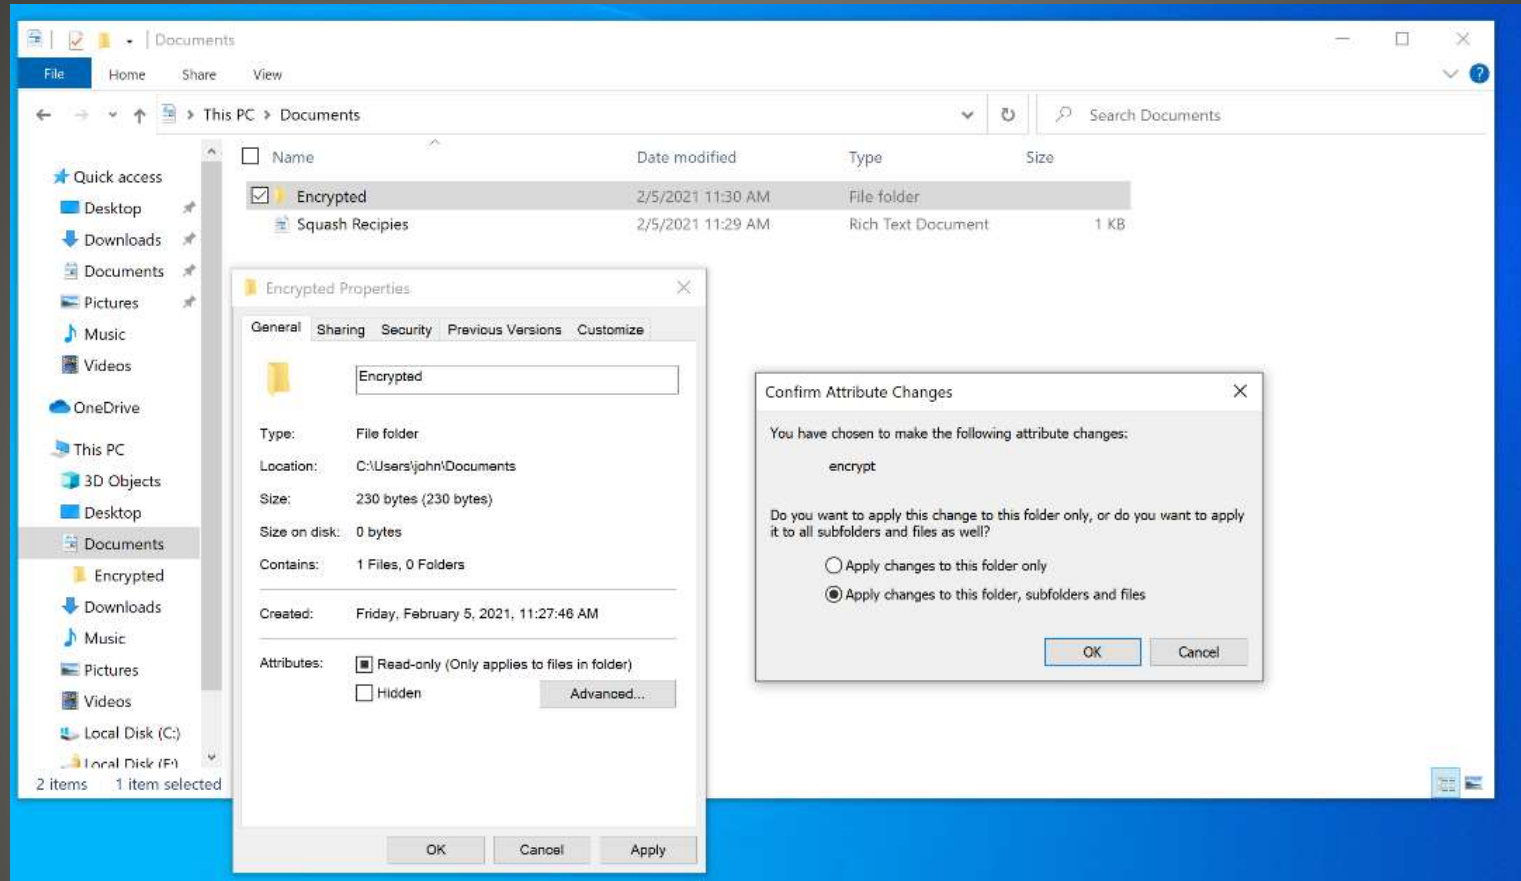 Documents
File Home Share View
This PC > Documents
Search Documents
Name Date modified Type Size
Encrypted 2/5/2021 11:30 AM File folder
Squash Recipies 2/5/2021 11:29 AM Rich Text Document 1 KB
Quick access
Desktop
Downloads
Documents
Pictures
Music
Videos
OneDrive
This PC
3D Objects
Desktop
Documents
Encrypted
Downloads
Music
Pictures
Videos
Local Disk (C:)
Local Disk (F:)
2 items 1 item selected
Encrypted Properties
General Sharing Security Previous Versions Customize
Encrypted
Type: File folder
Location: C:\Users\john\Documents
Size: 230 bytes (230 bytes)
Size on disk: 0 bytes
Contains: 1 Files, 0 Folders
Created: Friday, February 5, 2021, 11:27:46 AM
Attributes: Read-only (Only applies to files in folder)
Hidden Advanced...
OK Cancel Apply
Confirm Attribute Changes
You have chosen to make the following attribute changes:
encrypt
Do you want to apply this change to this folder only, or do you want to apply
it to all subfolders and files as well?
Apply changes to this folder only
Apply changes to this folder, subfolders and files
OK Cancel